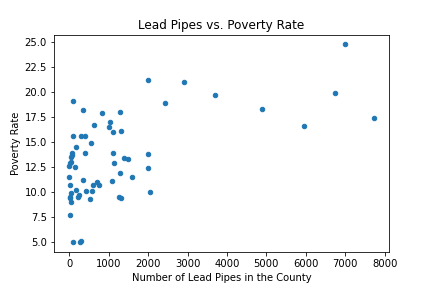 Lead Pipes vs. Poverty Rate
25.0
22.5
20.0
17.5
15.0
12.5
10.0
7.5
5.0
Poverty Rate
0 1000 2000 3000 4000 5000 6000 7000 8000
Number of Lead Pipes in the County